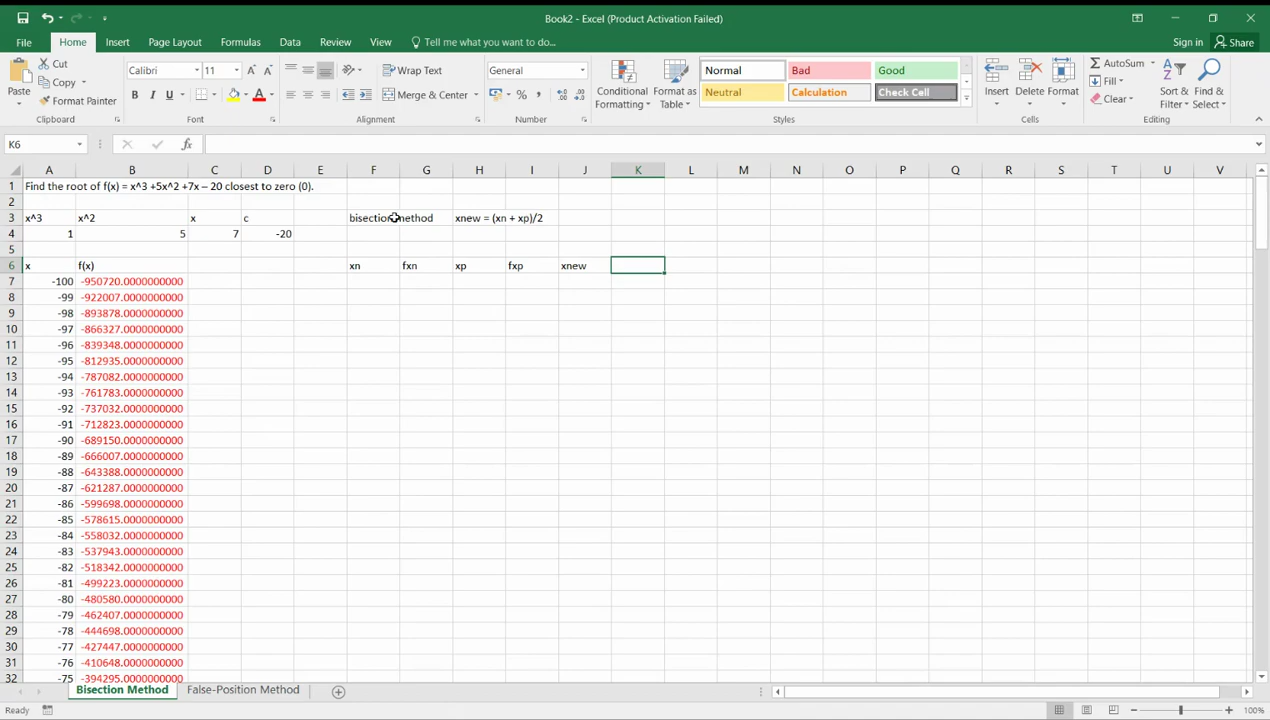 Book2 - Excel (Product Activation Failed)
File Home Insert Page Layout Formulas Data Review View Tell me what you want to do... Sign in Share
Cut
Copy
Format Painter
Paste
Calibri 11
B I U
Wrap Text
Merge & Center
General
$ % ,
Conditional Formatting
Format as Table
Normal Bad Good
Neutral Calculation Check Cell
Insert Delete Format
AutoSum
Fill
Clear
Sort & Filter
Find & Select
Clipboard Font Alignment Number Styles Cells Editing
K6 fx
A B C D E F G H I J K L M N O P Q R S T U V
1 Find the root of f(x) = x^3 +5x^2 +7x – 20 closest to zero (0).
2
3 x^3 x^2 x c bisection method xnew = (xn + xp)/2
4 1 5 7 -20
5
6 x f(x) xn fxn xp fxp xnew
7 -100 -950720.0000000000
8 -99 -922007.0000000000
9 -98 -893878.0000000000
10 -97 -866327.0000000000
11 -96 -839348.0000000000
12 -95 -812935.0000000000
13 -94 -787082.0000000000
14 -93 -761783.0000000000
15 -92 -737032.0000000000
16 -91 -712823.0000000000
17 -90 -689150.0000000000
18 -89 -666007.0000000000
19 -88 -643388.0000000000
20 -87 -621287.0000000000
21 -86 -599698.0000000000
22 -85 -578615.0000000000
23 -84 -558032.0000000000
24 -83 -537943.0000000000
25 -82 -518342.0000000000
26 -81 -499223.0000000000
27 -80 -480580.0000000000
28 -79 -462407.0000000000
29 -78 -444698.0000000000
30 -77 -427447.0000000000
31 -76 -410648.0000000000
32 -75 -394295.0000000000
Bisection Method False-Position Method
Ready 100%